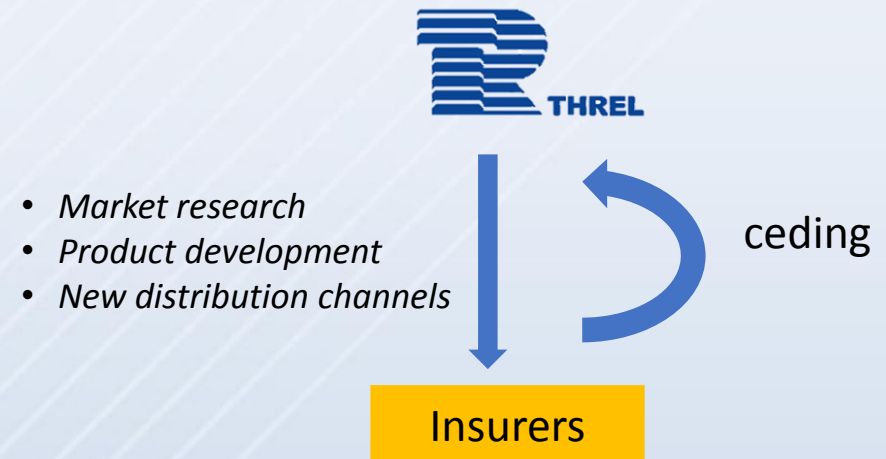 THREL
• Market research
• Product development
• New distribution channels
ceding
Insurers